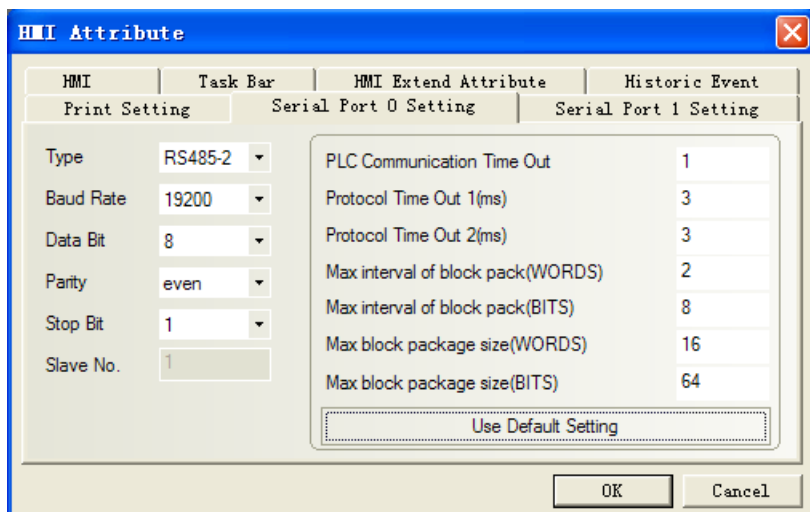 HMI Attribute
HMI Task Bar HMI Extend Attribute Historic Event
Print Setting Serial Port 0 Setting Serial Port 1 Setting
Type RS485-2
Baud Rate 19200
Data Bit 8
Parity even
Stop Bit 1
Slave No. 1
PLC Communication Time Out 1
Protocol Time Out 1(ms) 3
Protocol Time Out 2(ms) 3
Max interval of block pack(WORDS) 2
Max interval of block pack(BITS) 8
Max block package size(WORDS) 16
Max block package size(BITS) 64
Use Default Setting
OK Cancel